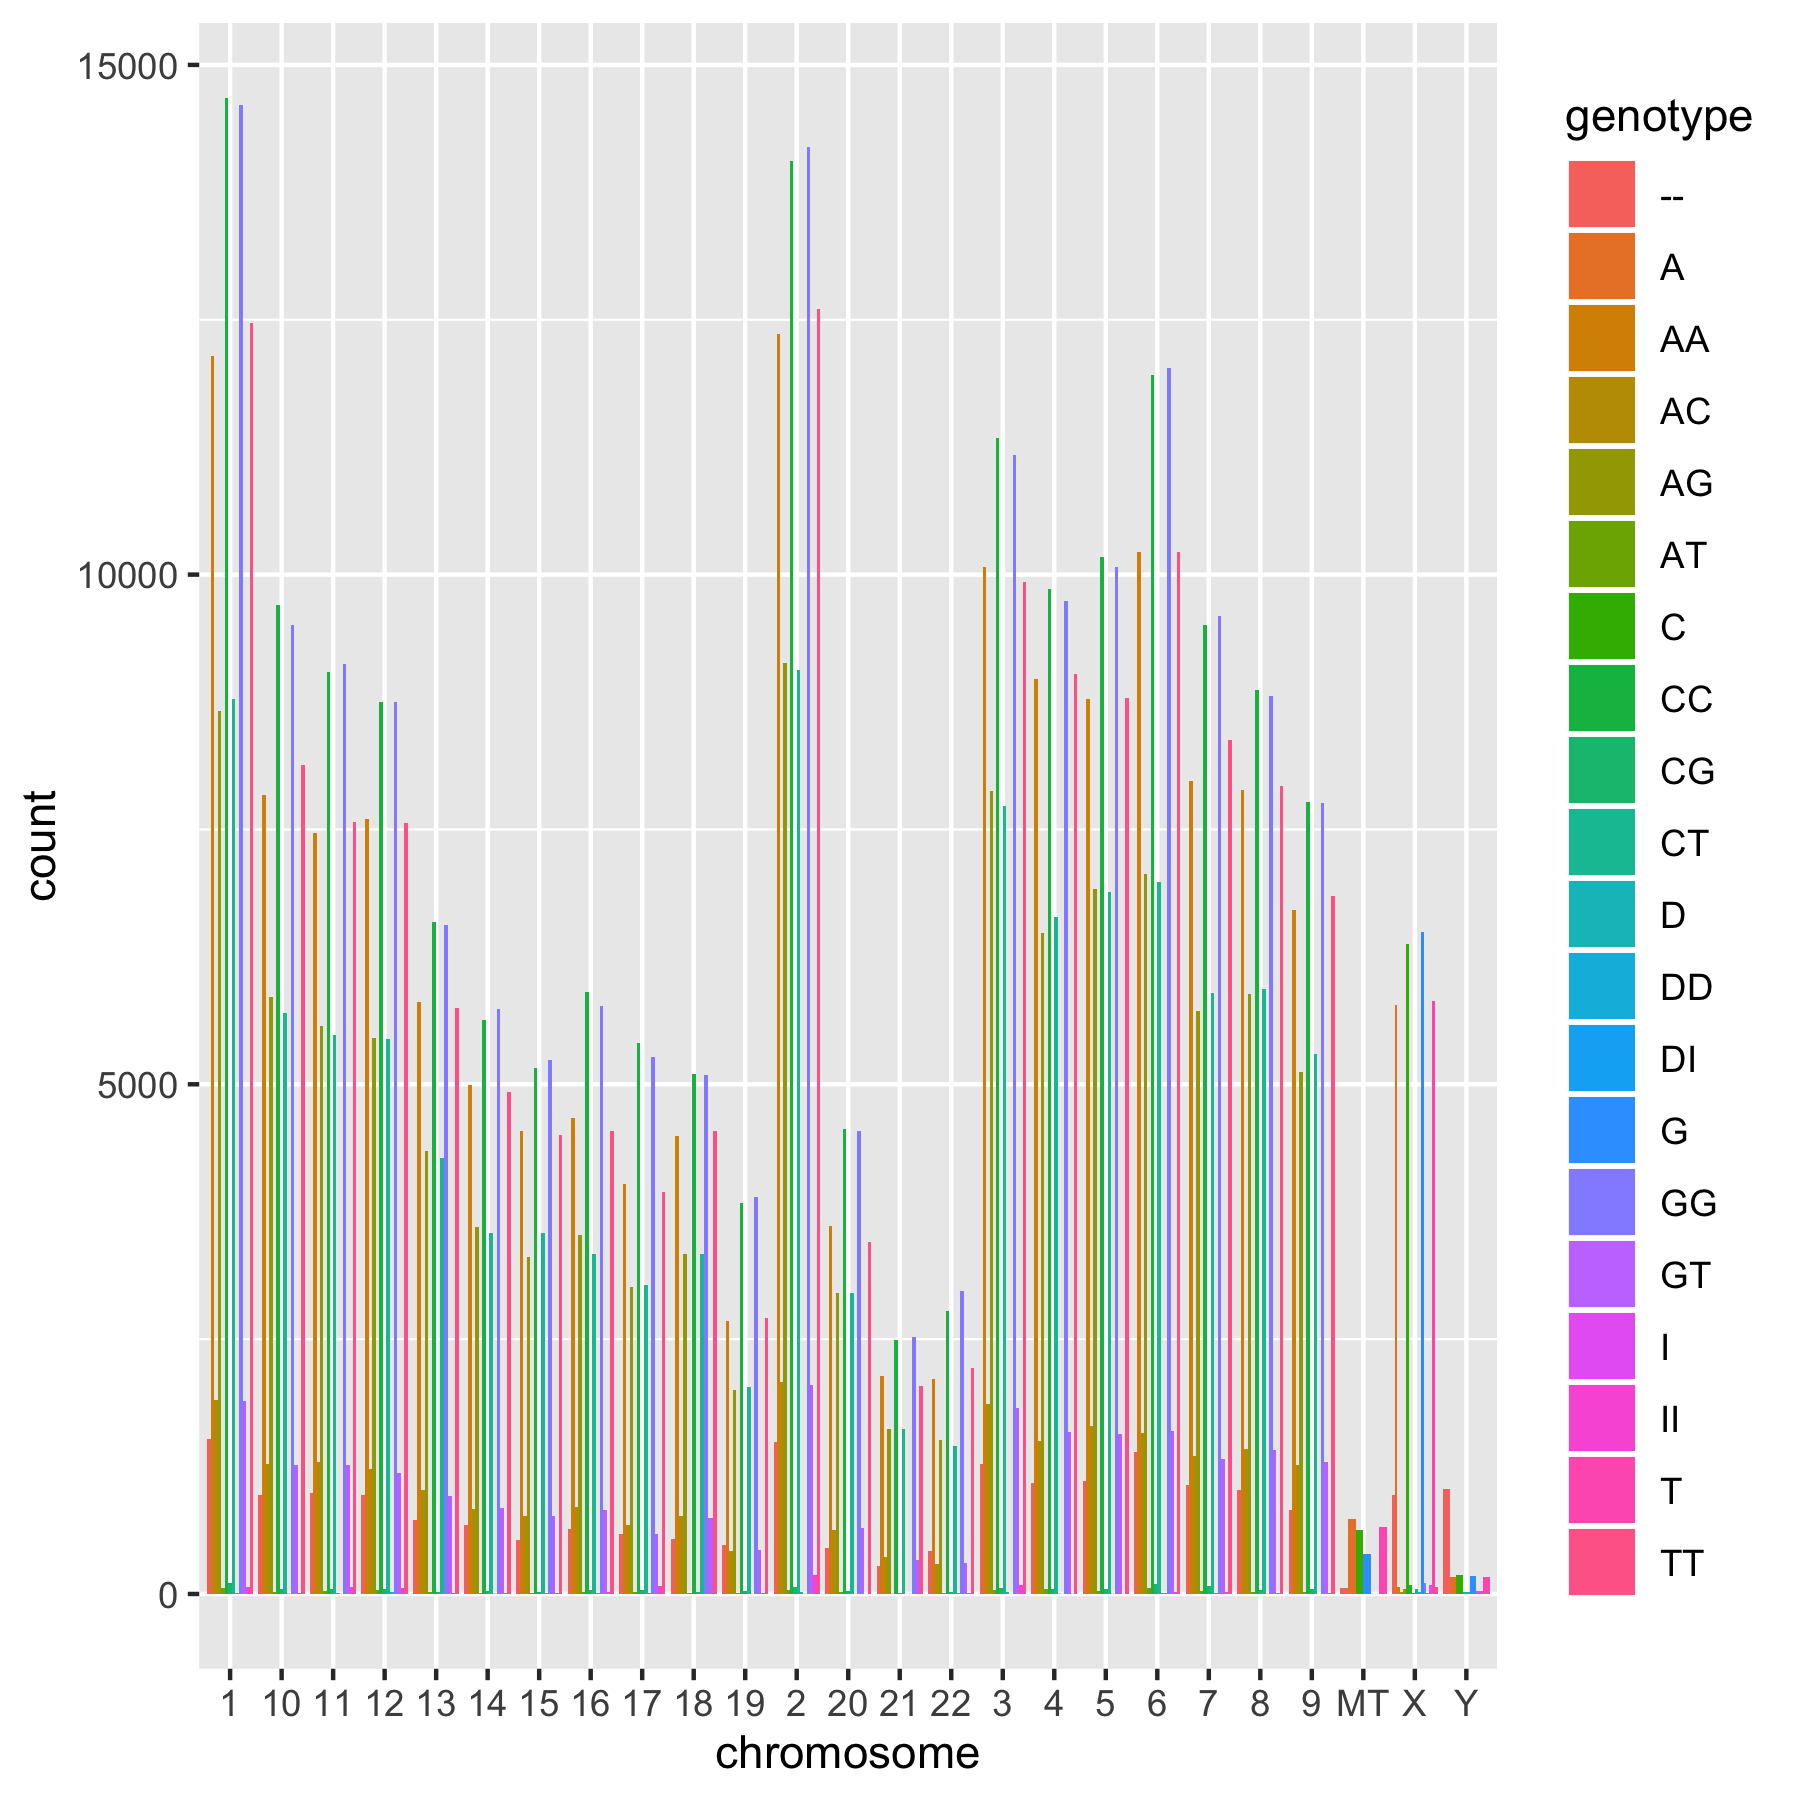 15000
10000
5000
0
count
1 10 11 12 13 14 15 16 17 18 19 2 20 21 22 3 4 5 6 7 8 9 MT X Y
chromosome
genotype
--
A
AA
AC
AG
AT
C
CC
CG
CT
D
DD
DI
G
GG
GT
I
II
T
TT